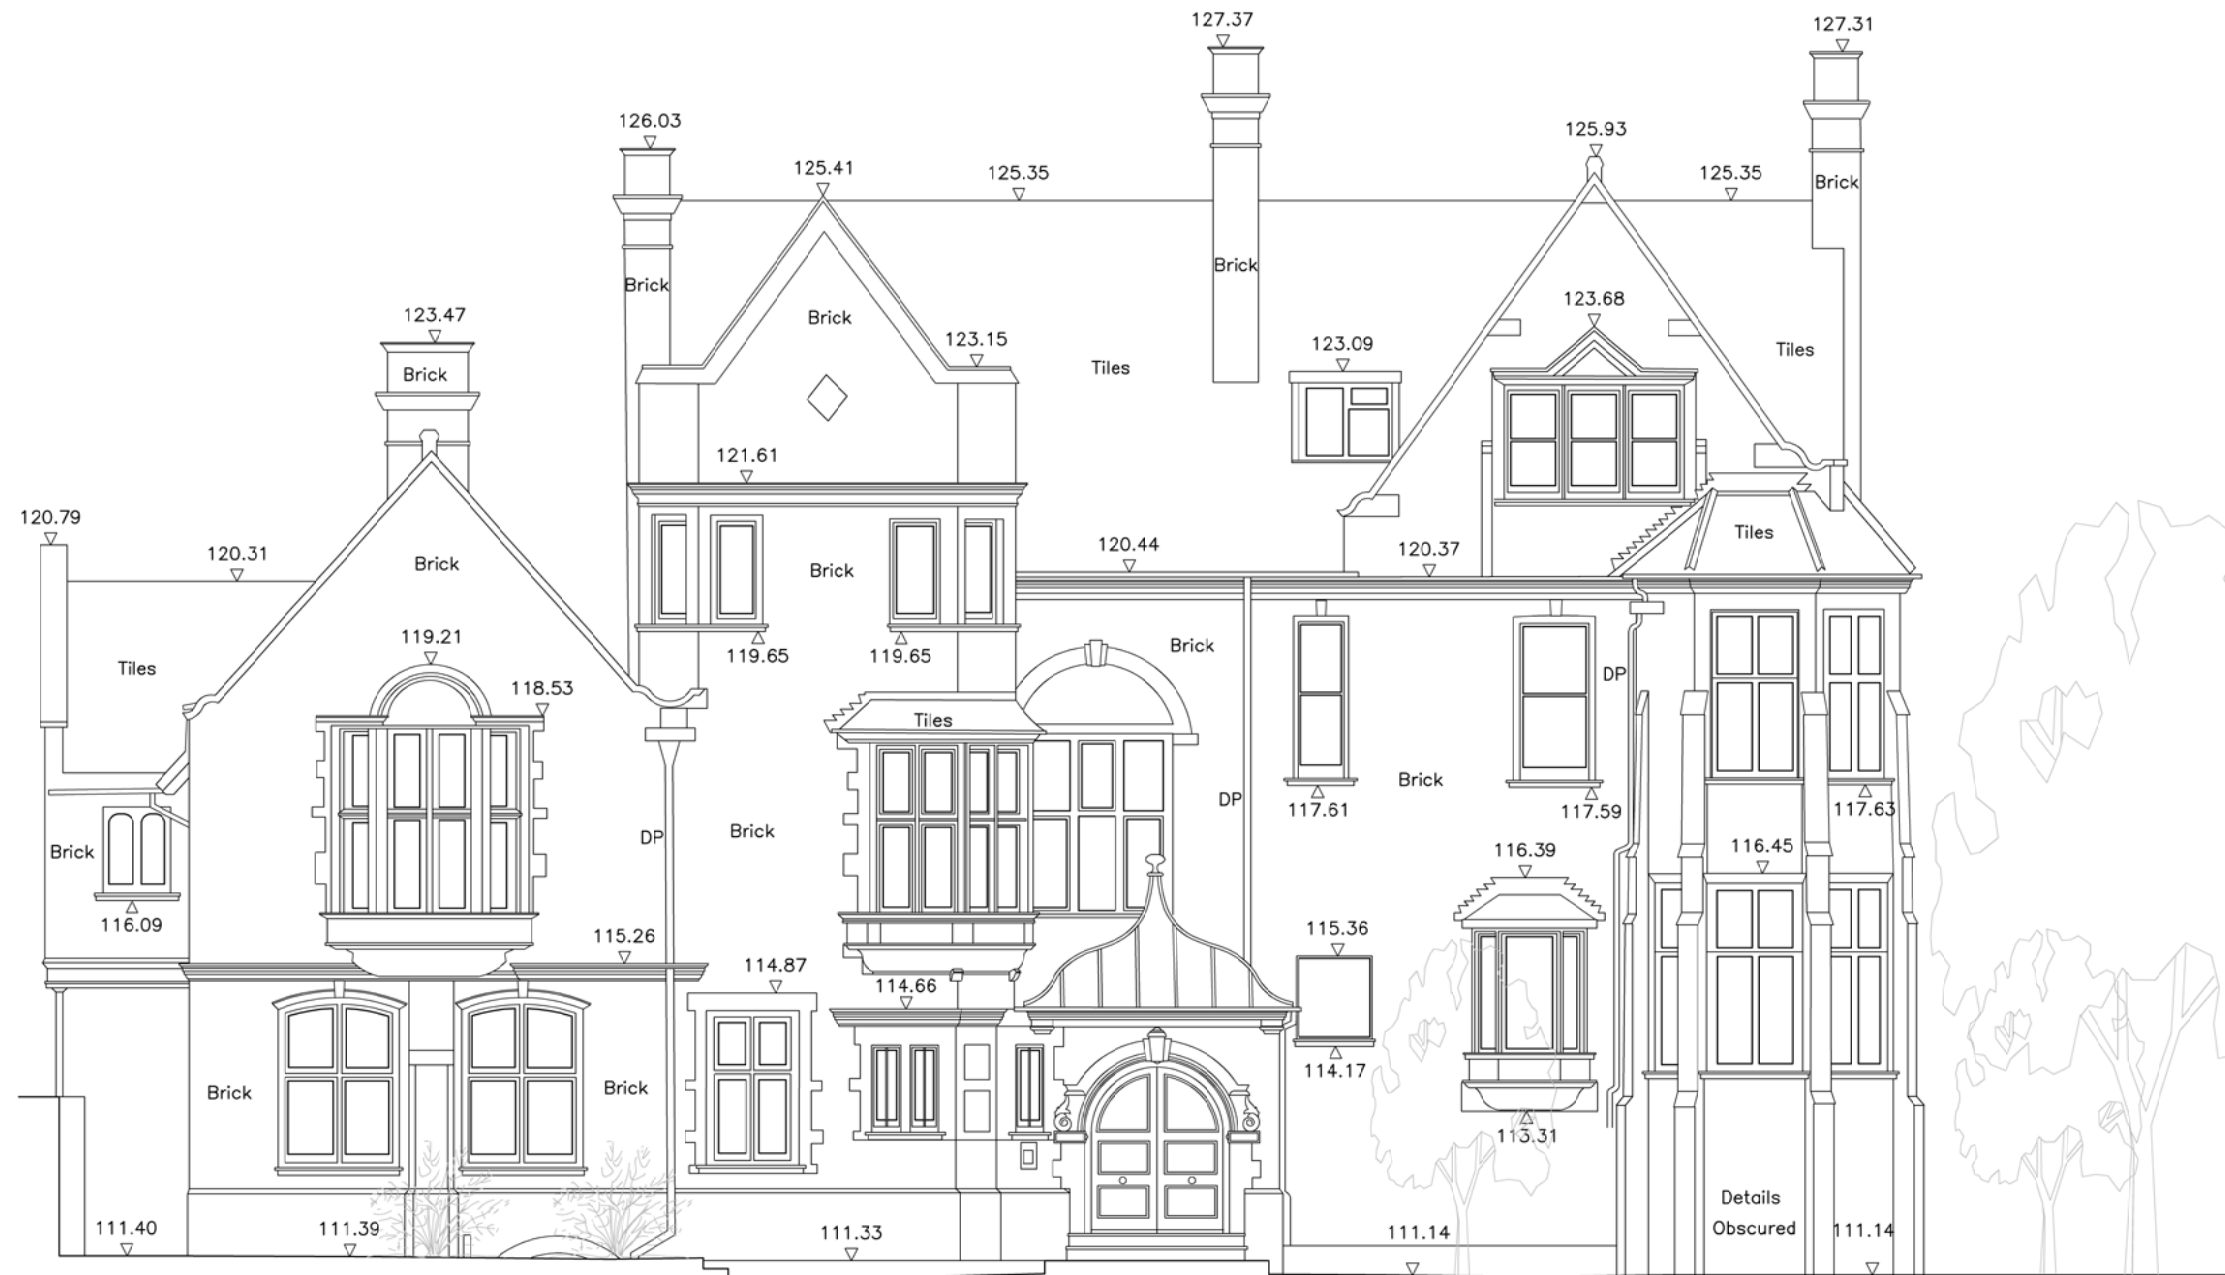 127.37
127.31
126.03
125.93
125.41
125.35
125.35
Brick
Brick
Brick
123.68
123.47
Brick
123.15
123.09
Tiles
Tiles
Brick
121.61
120.79
Tiles
120.44
120.37
120.31
Brick
Brick
119.21
Brick
119.65
119.65
Tiles
DP
118.53
Tiles
Brick
DP
117.61
117.59
117.63
Brick
DP
Brick
116.39
116.45
116.09
115.26
115.36
114.87
114.66
114.17
Brick
Brick
113.31
Details
Obscured
111.40
111.39
111.33
111.14
111.14